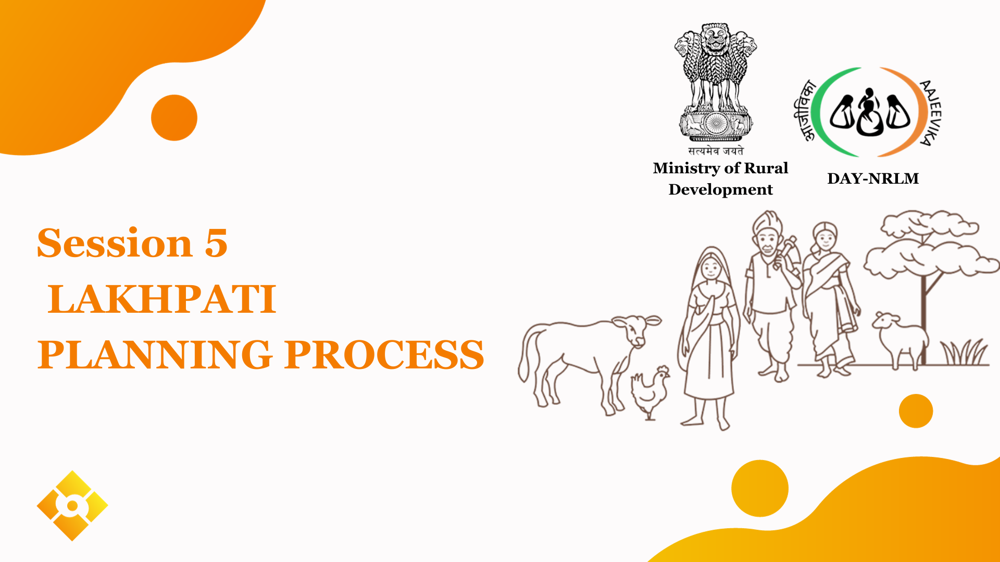 सत्यमेव जयते
Ministry of Rural
Development
आजीविका
AAJEEVIKA
DAY-NRLM
Session 5
LAKHPATI
PLANNING PROCESS